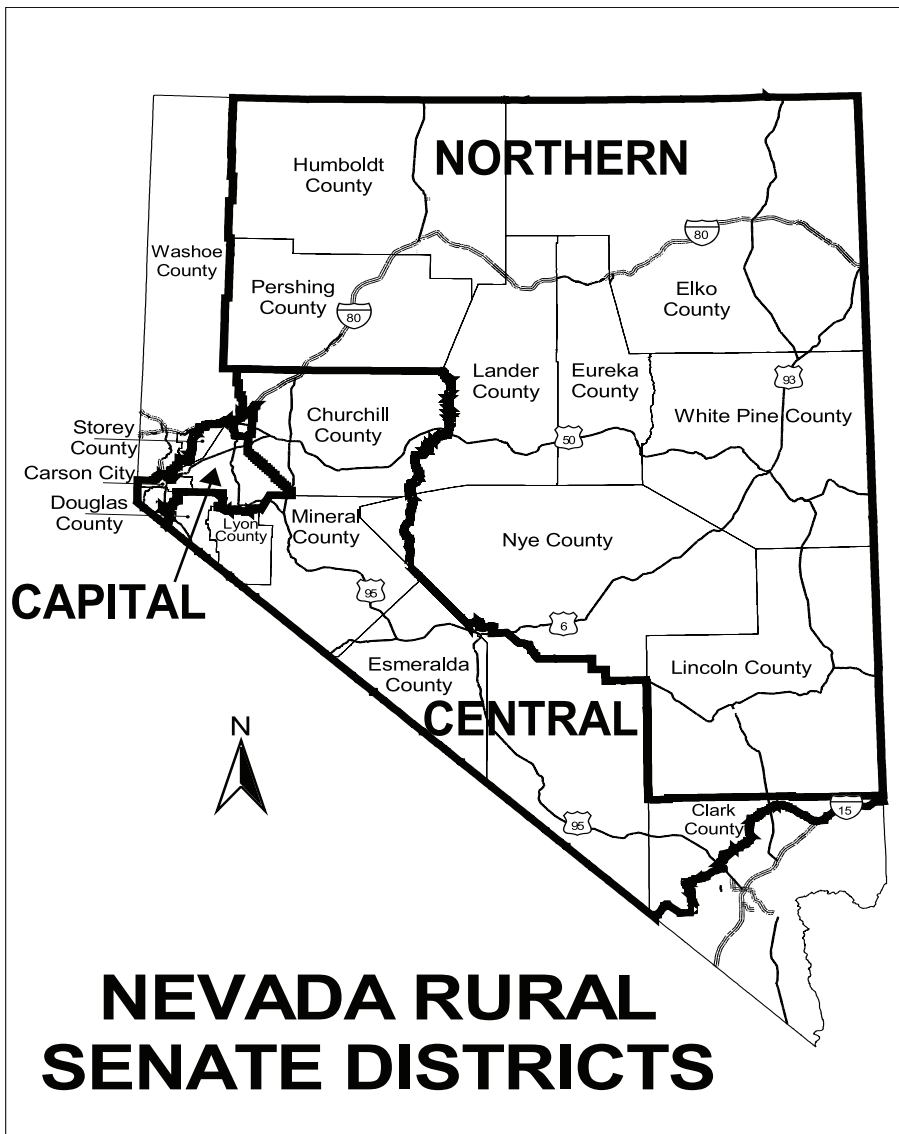 NORTHERN
Humboldt
County
80
Washoe
County
Pershing
County
Elko
County
80
Lander
County
Eureka
County
93
Churchill
County
White Pine County
Storey
County
50
Carson City
Douglas
County
Lyon
County
Mineral
County
Nye County
CAPITAL
95
6
Esmeralda
County
Lincoln County
CENTRAL
N
95
Clark
County
15
NEVADA RURAL
SENATE DISTRICTS